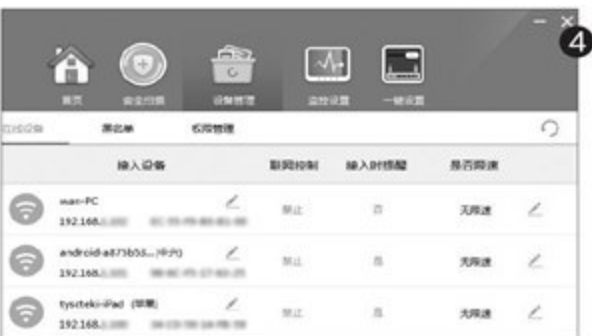 4
首页 安全扫描 设备管理 监控设置 一键设置
在线设备 黑名单 权限管理
接入设备 联网控制 接入时提醒 是否限速
wan-PC 禁止 否 无限速
192.168.
android-a875b53...(中兴) 禁止 否 无限速
192.168.
tyscteki-iPad (苹果) 禁止 否 无限速
192.168.